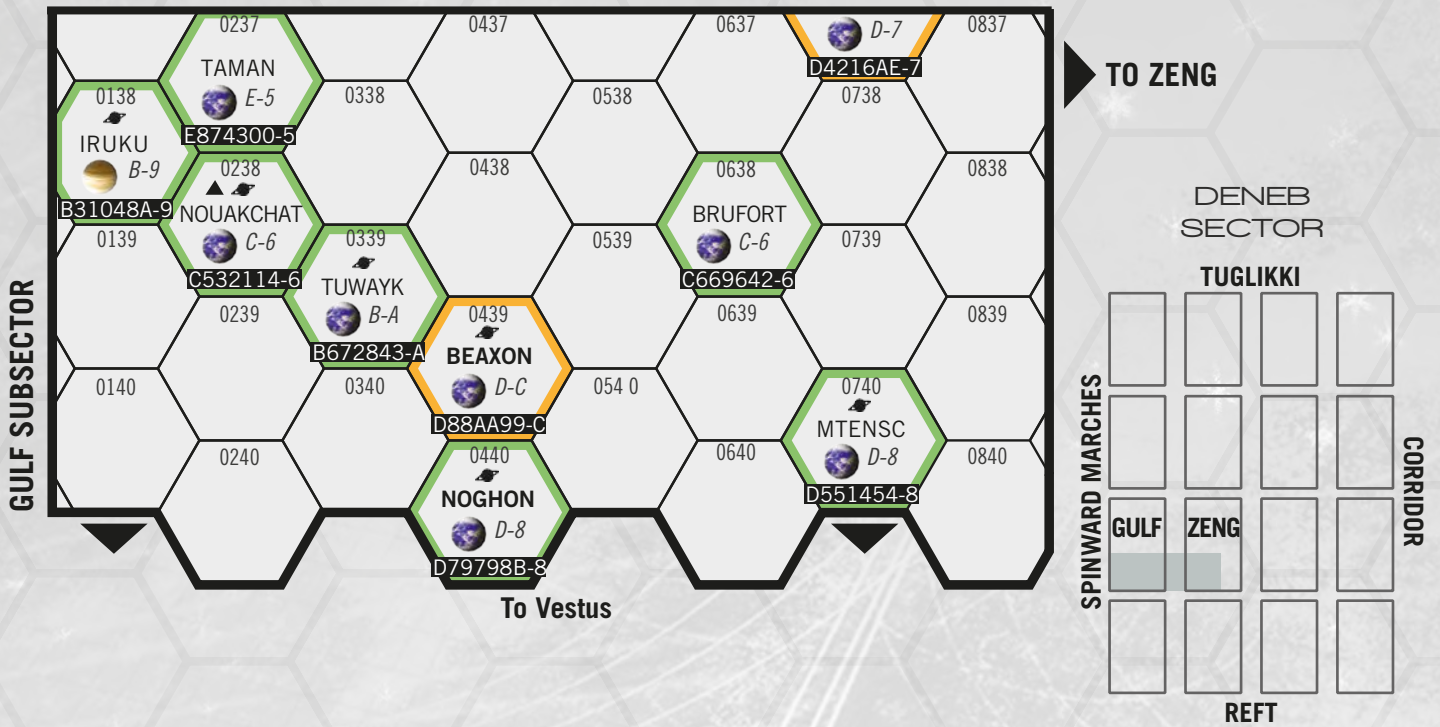 0237
0437
0637
0837
D-7
TO ZENG
TAMAN
D4216AE-7
0138
E-5
0338
0538
0738
IRUKU
E874300-5
B-9
0238
0438
0638
0838
B31048A-9
NOUAKCHAT
BRUFORT
DENEB
SECTOR
0139
C-6
0339
0539
C-6
0739
C532114-6
TUWAYK
C669642-6
TUGLIKKI
0239
B-A
0439
0639
0839
B672843-A
BEAXON
0140
0340
D-C
054 0
0740
D88AA99-C
MTENSC
0240
0440
0640
D-8
0840
NOGHON
D551454-8
D-8
D79798B-8
To Vestus
GULF SUBSECTOR
SPINWARD MARCHES
GULF
ZENG
CORRIDOR
REFT